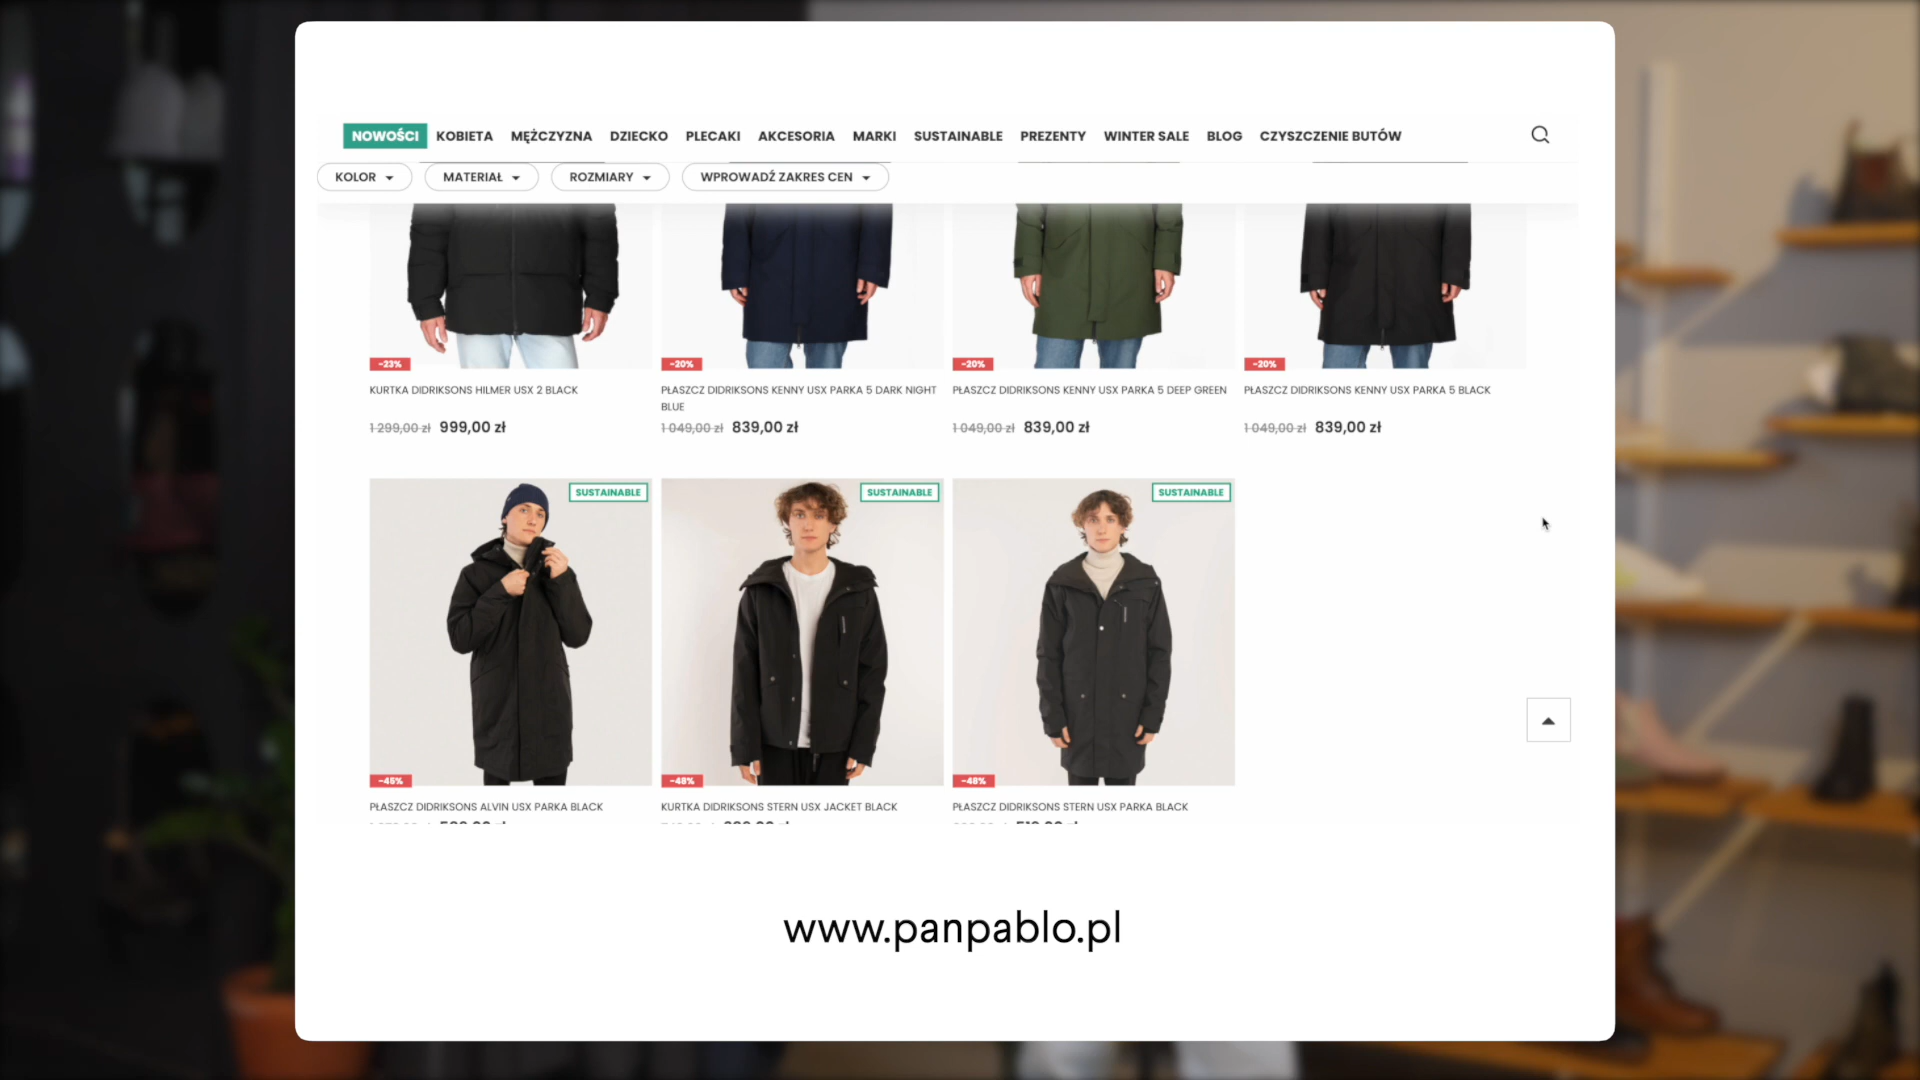 NOWOŚCI KOBIETA MĘŻCZYZNA DZIECKO PLECAKI AKCESORIA MARKI SUSTAINABLE PREZENTY WINTER SALE BLOG CZYSZCZENIE BUTÓW
KOLOR MATERIAŁ ROZMIARY WPROWADŹ ZAKRES CEN
-23% -20% -20% -20%
KURTKA DIDRIKSONS HILMER USX 2 BLACK
1 299,00 zł 999,00 zł
PŁASZCZ DIDRIKSONS KENNY USX PARKA 5 DARK NIGHT
BLUE
1 049,00 zł 839,00 zł
PŁASZCZ DIDRIKSONS KENNY USX PARKA 5 DEEP GREEN
1 049,00 zł 839,00 zł
PŁASZCZ DIDRIKSONS KENNY USX PARKA 5 BLACK
1 049,00 zł 839,00 zł
SUSTAINABLE SUSTAINABLE SUSTAINABLE
-45% -48% -48%
PŁASZCZ DIDRIKSONS ALVIN USX PARKA BLACK
KURTKA DIDRIKSONS STERN USX JACKET BLACK
PŁASZCZ DIDRIKSONS STERN USX PARKA BLACK
www.panpablo.pl